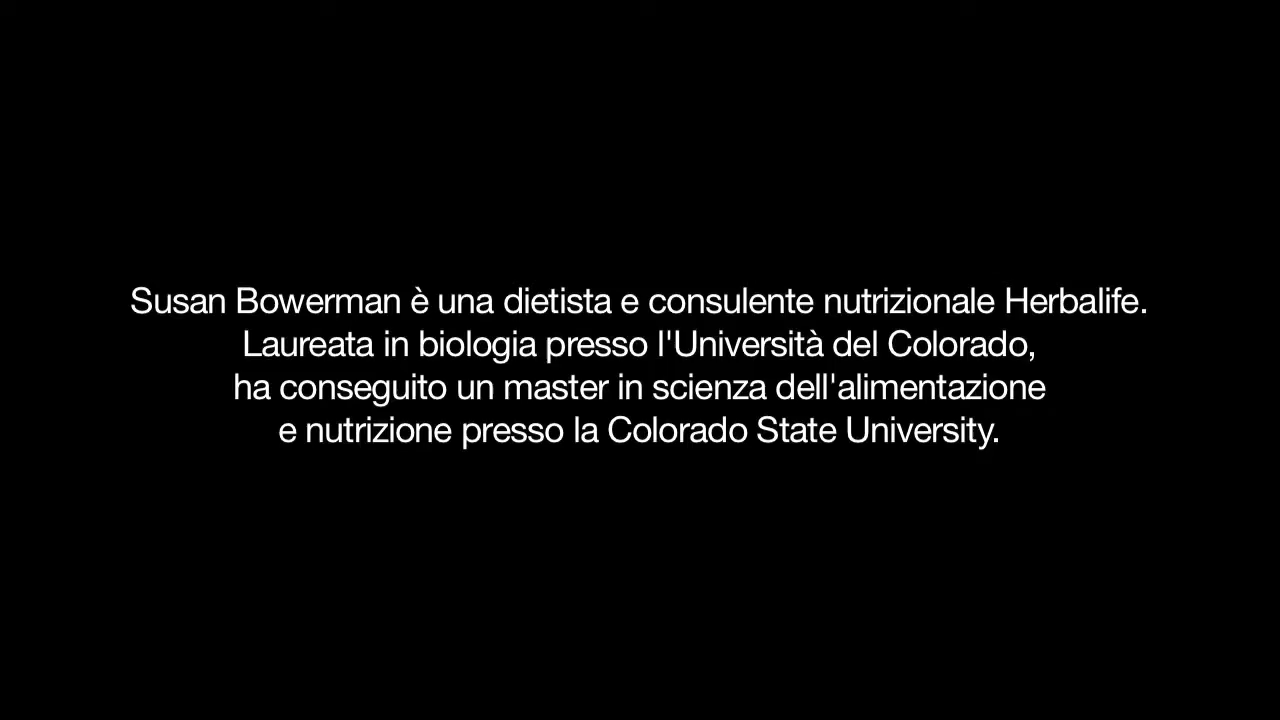 Susan Bowerman è una dietista e consulente nutrizionale Herbalife.
Laureata in biologia presso l'Università del Colorado,
ha conseguito un master in scienza dell'alimentazione
e nutrizione presso la Colorado State University.